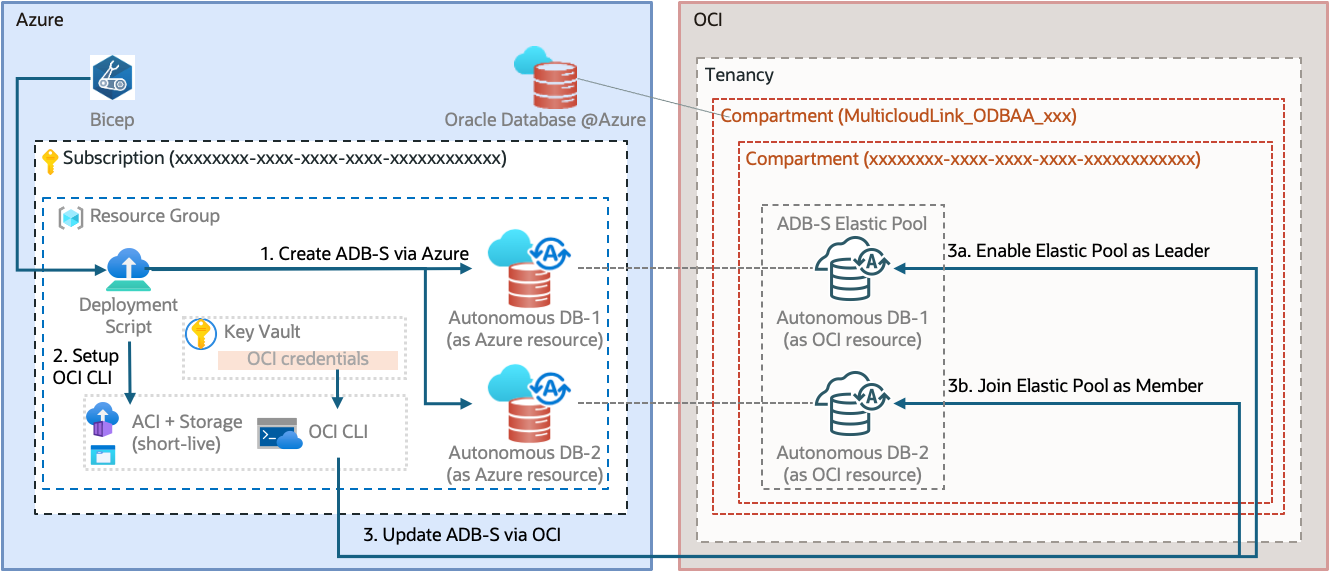 Azure
Bicep
Oracle Database @Azure
Subscription (xxxxxxxx-xxxx-xxxx-xxxx-xxxxxxxxxxxx)
Resource Group
1. Create ADB-S via Azure
Deployment
Script
Autonomous DB-1
(as Azure resource)
Key Vault
OCI credentials
2. Setup
OCI CLI
ACI + Storage
(short-live)
OCI CLI
Autonomous DB-2
(as Azure resource)
3. Update ADB-S via OCI
OCI
Tenancy
Compartment (MulticloudLink_ODBAA_xxx)
Compartment (xxxxxxxx-xxxx-xxxx-xxxx-xxxxxxxxxxxx)
ADB-S Elastic Pool
A
3a. Enable Elastic Pool as Leader
Autonomous DB-1
(as OCI resource)
A
3b. Join Elastic Pool as Member
Autonomous DB-2
(as OCI resource)
A
A